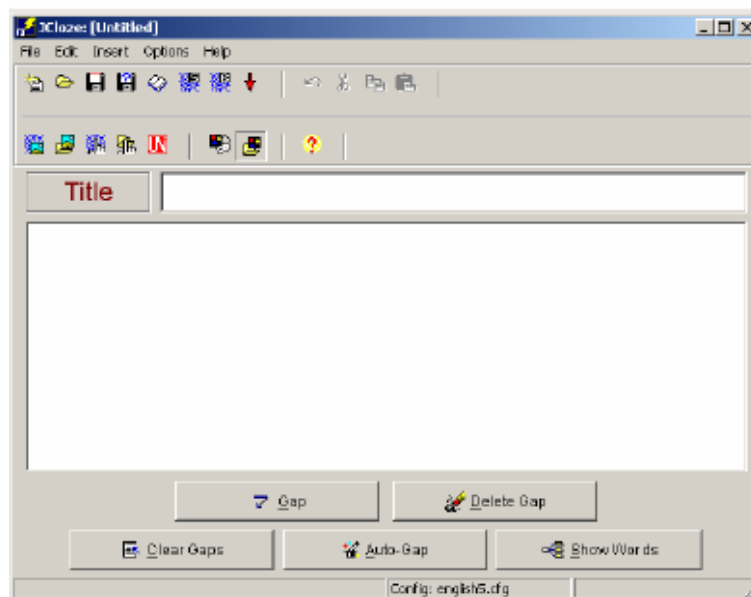 JCloze: [Untitled]
File Edit Insert Options Help
Title
Gap Delete Gap
Clear Gaps Auto-Gap Show Words
Config: english5.cfg